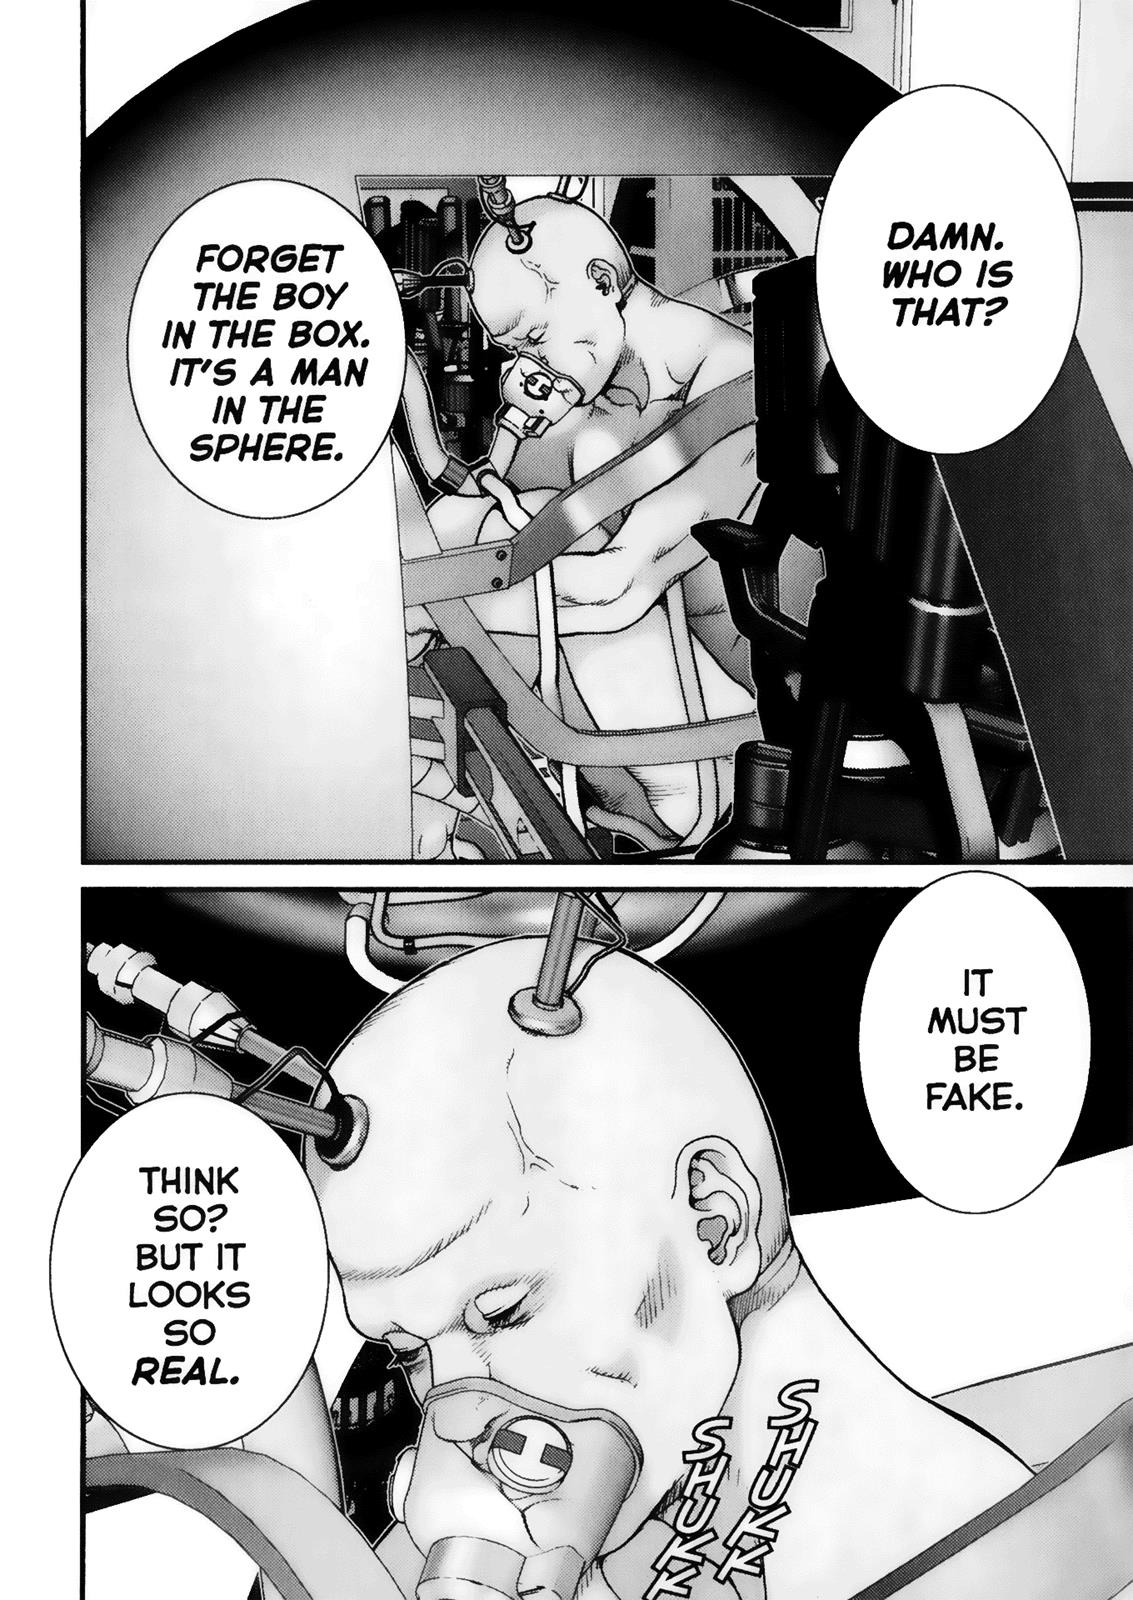 DAMN.
WHO IS
THAT?
FORGET
THE BOY
IN THE BOX.
IT'S A MAN
IN THE
SPHERE.
IT
MUST
BE
FAKE.
THINK
SO?
BUT IT
LOOKS
SO
REAL.
SHUKK
SHUKK